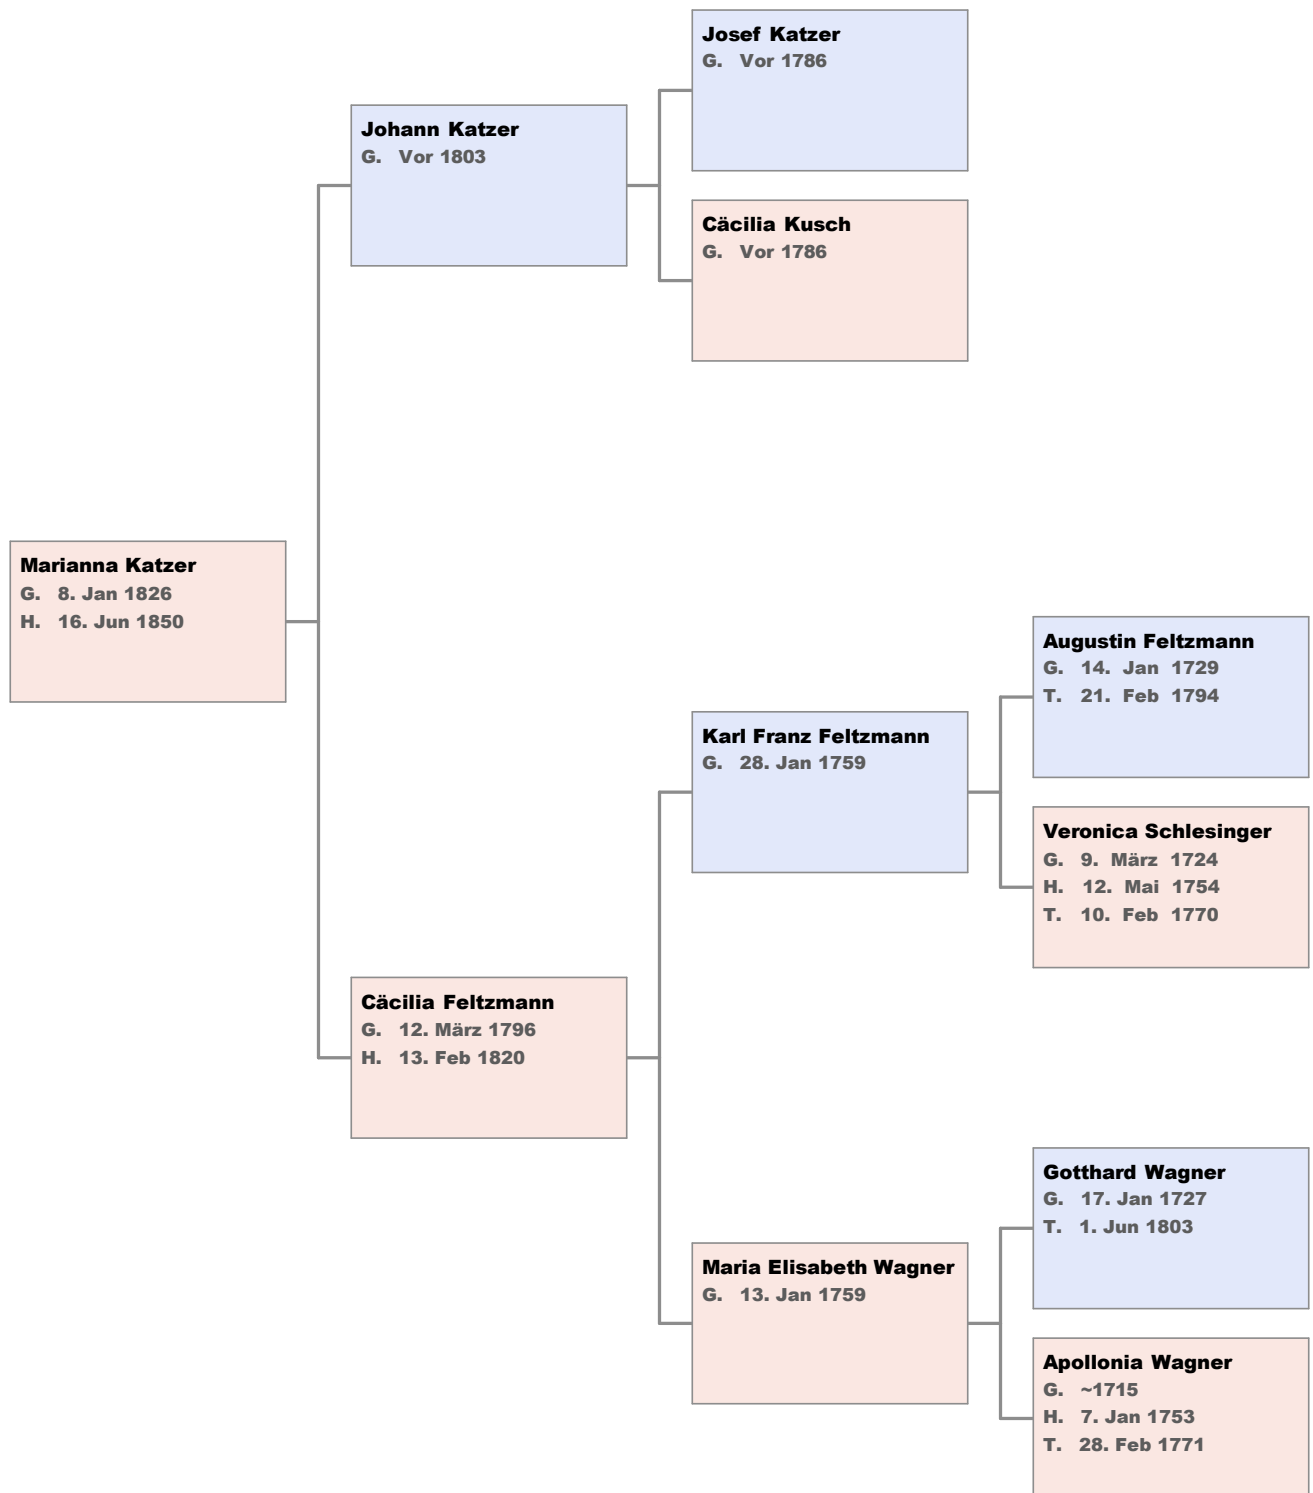 Josef Katzer
G. Vor 1786
Johann Katzer
G. Vor 1803
Cäcilia Kusch
G. Vor 1786
Marianna Katzer
G. 8. Jan 1826
H. 16. Jun 1850
Augustin Feltzmann
G. 14. Jan 1729
T. 21. Feb 1794
Karl Franz Feltzmann
G. 28. Jan 1759
Veronica Schlesinger
G. 9. März 1724
H. 12. Mai 1754
T. 10. Feb 1770
Cäcilia Feltzmann
G. 12. März 1796
H. 13. Feb 1820
Gotthard Wagner
G. 17. Jan 1727
T. 1. Jun 1803
Maria Elisabeth Wagner
G. 13. Jan 1759
Apollonia Wagner
G. ~1715
H. 7. Jan 1753
T. 28. Feb 1771